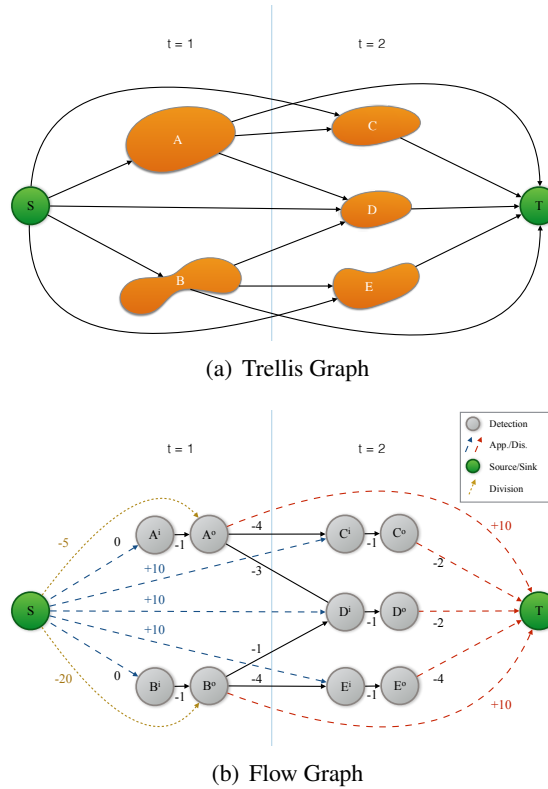 t = 1
t = 2
A
C
S
D
T
B
E
(a) Trellis Graph
Detection
App./Dis.
Source/Sink
Division
t = 1
t = 2
-5
0
Aⁱ
-1
Aᵒ
-4
Cⁱ
-1
Cᵒ
+10
-3
-2
+10
+10
S
Dⁱ
-1
Dᵒ
-2
T
+10
-1
-20
0
Bⁱ
-1
Bᵒ
-4
Eⁱ
-1
Eᵒ
-4
+10
(b) Flow Graph